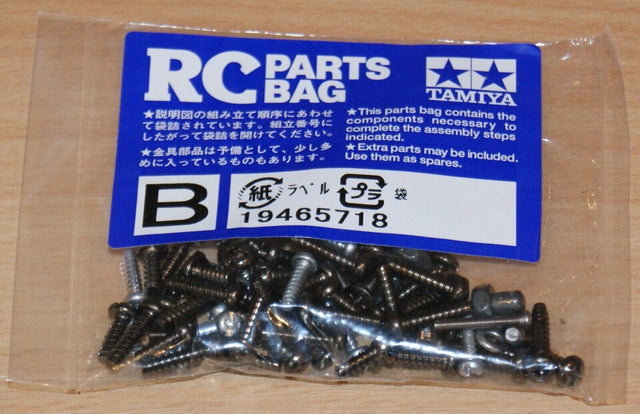 RC PARTS BAG
TAMIYA
★説明図の組み立て順序にあわせ
て袋詰されています。組立番号に
したがって袋詰を開けてください。
★金具部品は予備として、少し多
めに入っているものもあります。
★This parts bag contains the
components necessary to
complete the assembly steps
indicated.
★Extra parts may be included.
Use them as spares.
B
紙 ラベル プラ 袋
19465718